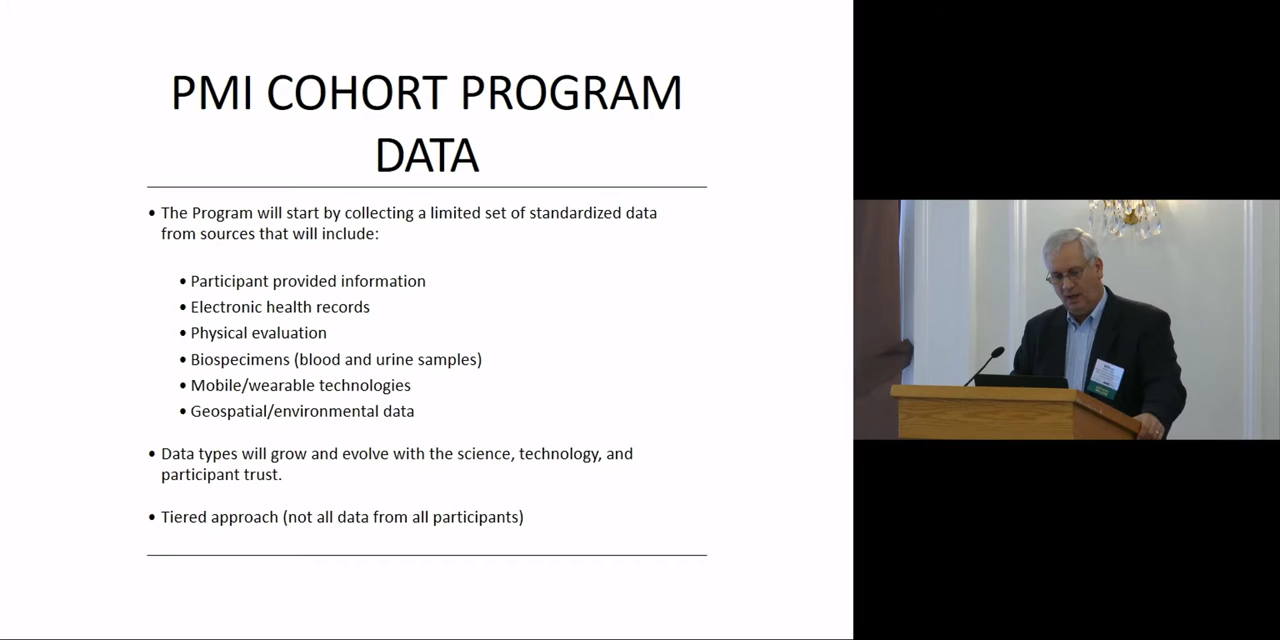 PMI COHORT PROGRAM
DATA
• The Program will start by collecting a limited set of standardized data
from sources that will include:
• Participant provided information
• Electronic health records
• Physical evaluation
• Biospecimens (blood and urine samples)
• Mobile/wearable technologies
• Geospatial/environmental data
• Data types will grow and evolve with the science, technology, and
participant trust.
• Tiered approach (not all data from all participants)